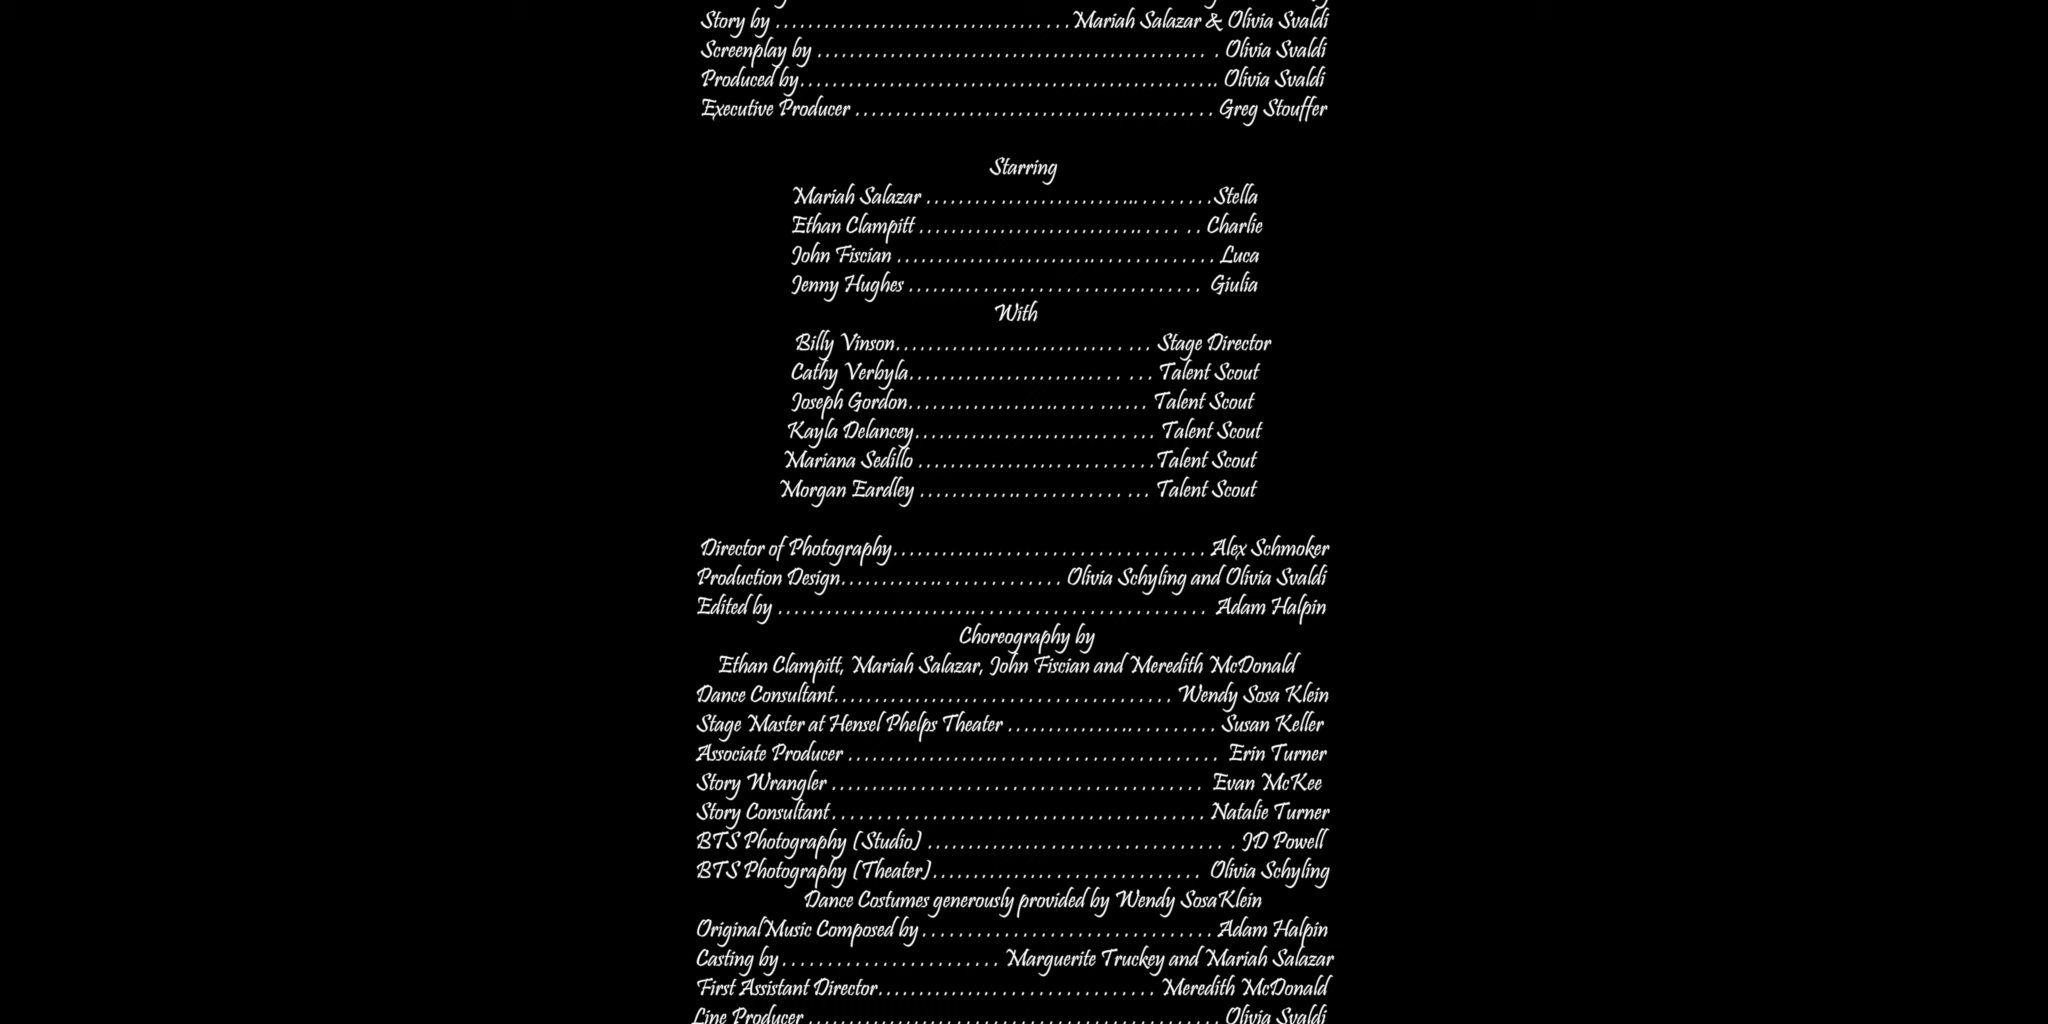 Story by ..................................... Mariah Salazar & Olivia Svaldi
Screenplay by ................................................. Olivia Svaldi
Produced by.................................................... Olivia Svaldi
Executive Producer ............................................. Greg Stouffer
Starring
Mariah Salazar .....................................Stella
Ethan Clampitt ................................... Charlie
John Fiscian ........................................ Luca
Jenny Hughes .................................... Giulia
With
Billy Vinson................................ Stage Director
Cathy Verbyla.............................. Talent Scout
Joseph Gordon.............................. Talent Scout
Kayla Delancey.............................. Talent Scout
Mariana Sedillo ..............................Talent Scout
Morgan Eardley ............................. Talent Scout
Director of Photography....................................... Alex Schmoker
Production Design........................... Olivia Schyling and Olivia Svaldi
Edited by ..................................................... Adam Halpin
Choreography by
Ethan Clampitt, Mariah Salazar, John Fiscian and Meredith McDonald
Dance Consultant.......................................... Wendy Sosa Klein
Stage Master at Hensel Phelps Theater .......................... Susan Keller
Associate Producer .............................................. Erin Turner
Story Wrangler .............................................. Evan McKee
Story Consultant............................................... Natalie Turner
BTS Photography (Studio) ...................................... JD Powell
BTS Photography (Theater)................................. Olivia Schyling
Dance Costumes generously provided by Wendy SosaKlein
Original Music Composed by .................................... Adam Halpin
Casting by........................... Marguerite Truckey and Mariah Salazar
First Assistant Director.................................. Meredith McDonald
Line Producer ................................................... Olivia Svaldi